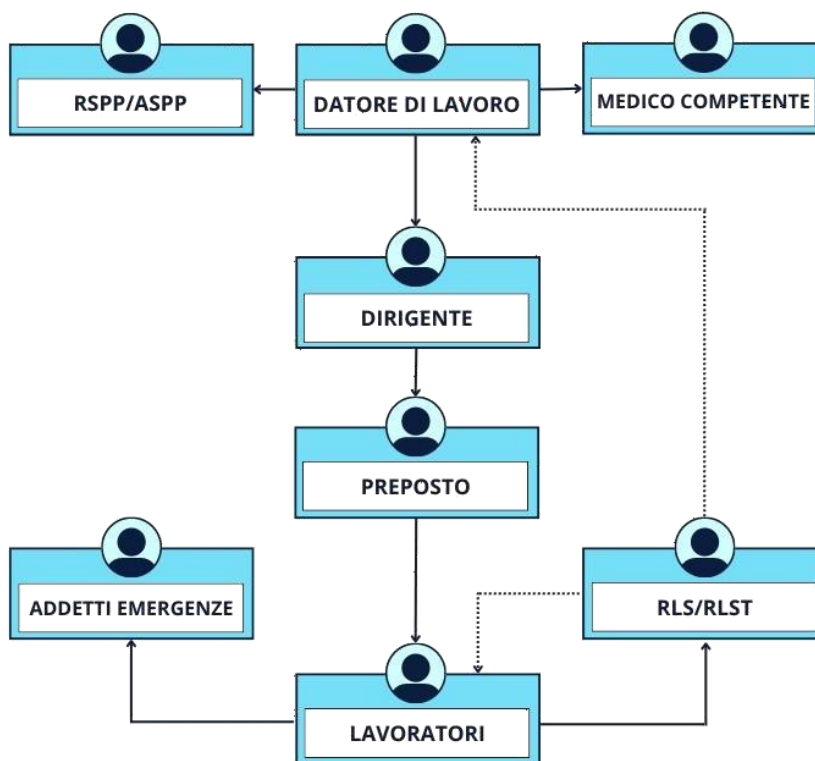 RSPP/ASPP
DATORE DI LAVORO
MEDICO COMPETENTE
DIRIGENTE
PREPOSTO
ADDETTI EMERGENZE
RLS/RLST
LAVORATORI